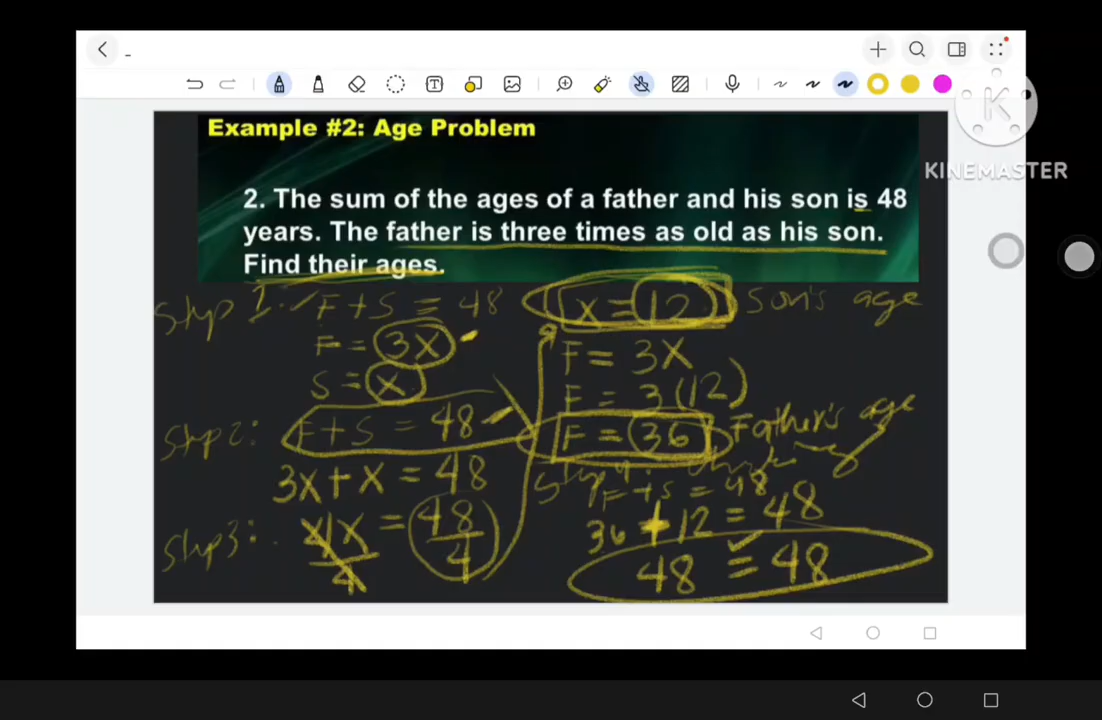 KINEMASTER
Example #2: Age Problem
2. The sum of the ages of a father and his son is 48
years. The father is three times as old as his son.
Find their ages.
Step 1: F + S = 48
F = 3X
S = X
Step 2: F + S = 48
3X + X = 48
Step 3: 4X = 48
4 4
X = 12 Son's age
F = 3X
F = 3(12)
F = 36 Father's age
Step 4:
F + S = 48
36 + 12 = 48
48 = 48